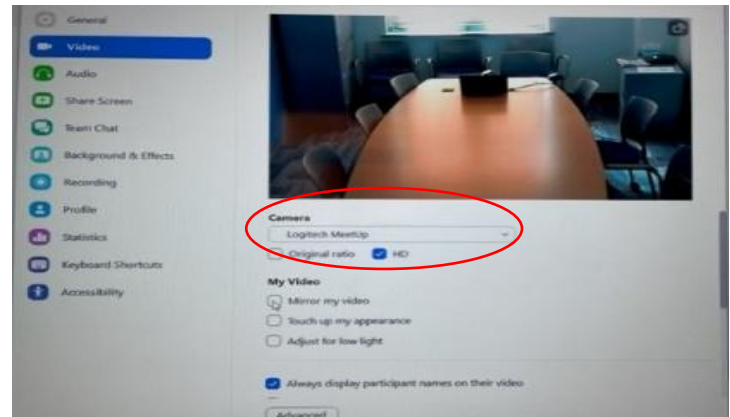 General
Video
Audio
Share Screen
Team Chat
Background & Effects
Recording
Profile
Statistics
Keyboard Shortcuts
Accessibility
Camera
Logitech MeetUp
Original ratio HD
My Video
Mirror my video
Touch up my appearance
Adjust for low light
Always display participant names on their video
Advanced